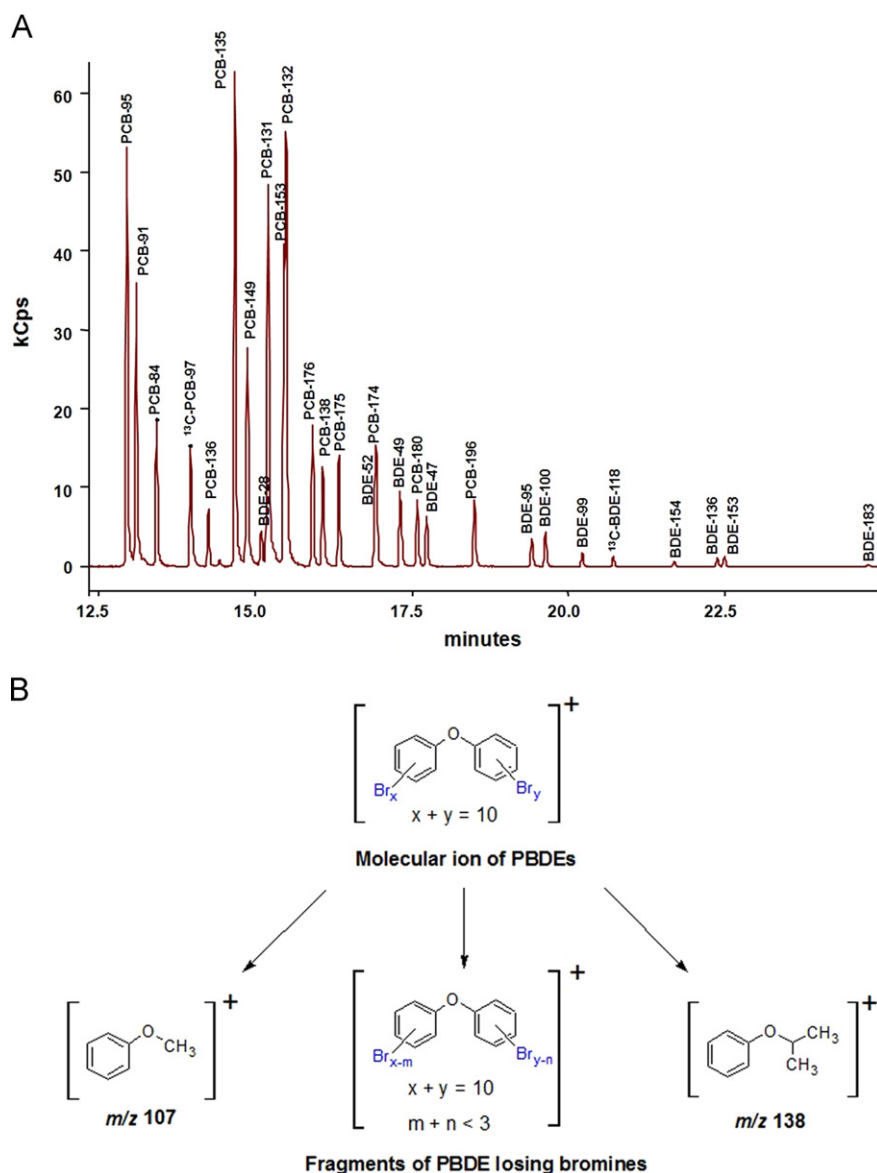 A
PCB-95
PCB-91
PCB-84
¹³C-PCB-97
PCB-136
PCB-135
PCB-149
BDE-28
PCB-131
PCB-153
PCB-132
PCB-176
PCB-138
PCB-175
BDE-52
PCB-174
BDE-49
PCB-180
BDE-47
PCB-196
BDE-95
BDE-100
BDE-99
¹³C-BDE-118
BDE-154
BDE-136
BDE-153
BDE-183
kCps
60
50
40
30
20
10
0
12.5 15.0 17.5 20.0 22.5
minutes
B
+
O
Brx Bry
x + y = 10
Molecular ion of PBDEs
+ + +
O CH3
m/z 107
O
Brx-m Bry-n
x + y = 10
m + n < 3
O CH3
CH3
m/z 138
Fragments of PBDE losing bromines